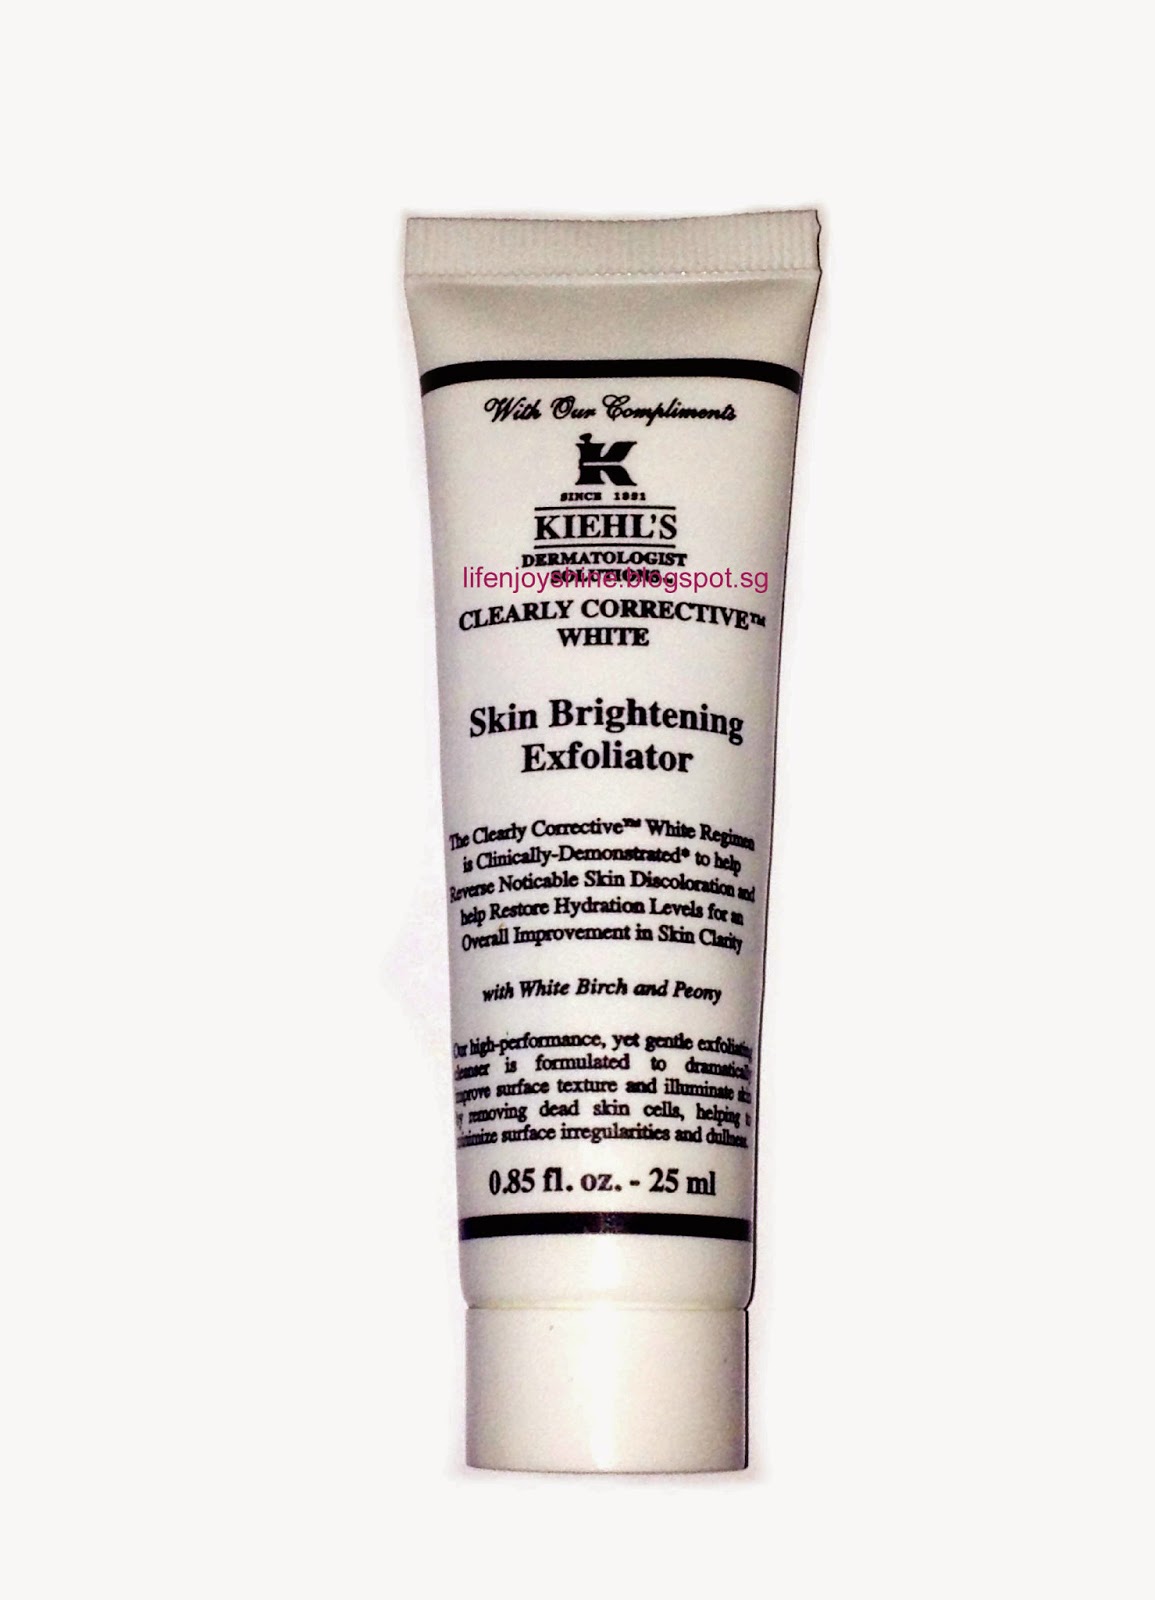 With Our Compliments
K
SINCE 1851
KIEHL'S
DERMATOLOGIST
SOLUTIONS™
lifenjoyshine.blogspot.sg
CLEARLY CORRECTIVE™
WHITE
Skin Brightening
Exfoliator
The Clearly Corrective™ White Regimen
is Clinically-Demonstrated* to help
Reverse Noticable Skin Discoloration and
help Restore Hydration Levels for an
Overall Improvement in Skin Clarity
with White Birch and Peony
Our high-performance, yet gentle exfoliating
cleanser is formulated to dramatically
improve surface texture and illuminate skin
by removing dead skin cells, helping to
minimize surface irregularities and dullness.
0.85 fl. oz. - 25 ml